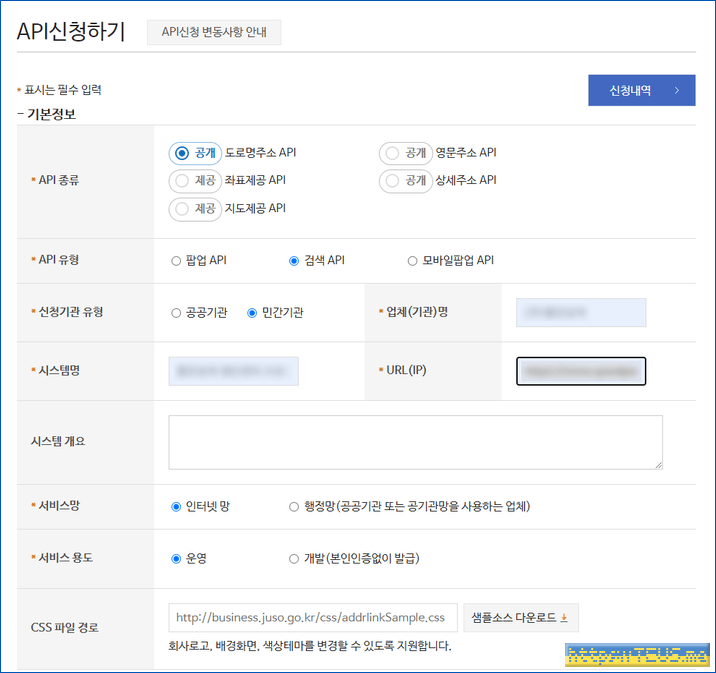 API신청하기 API신청 변동사항 안내
표시는 필수 입력 신청내역
기본정보
API 종류
공개 도로명주소 API 공개 영문주소 API
제공 좌표제공 API 공개 상세주소 API
제공 지도제공 API
API 유형 팝업 API 검색 API 모바일팝업 API
신청기관 유형 공공기관 민간기관 업체(기관)명
시스템명 URL(IP)
시스템 개요
서비스망 인터넷 망 행정망(공공기관 또는 공기관망을 사용하는 업체)
서비스 용도 운영 개발(본인인증없이 발급)
CSS 파일 경로 http://business.juso.go.kr/css/addrlinkSample.css 샘플소스 다운로드
회사로고, 배경화면, 색상테마를 변경할 수 있도록 지원합니다.